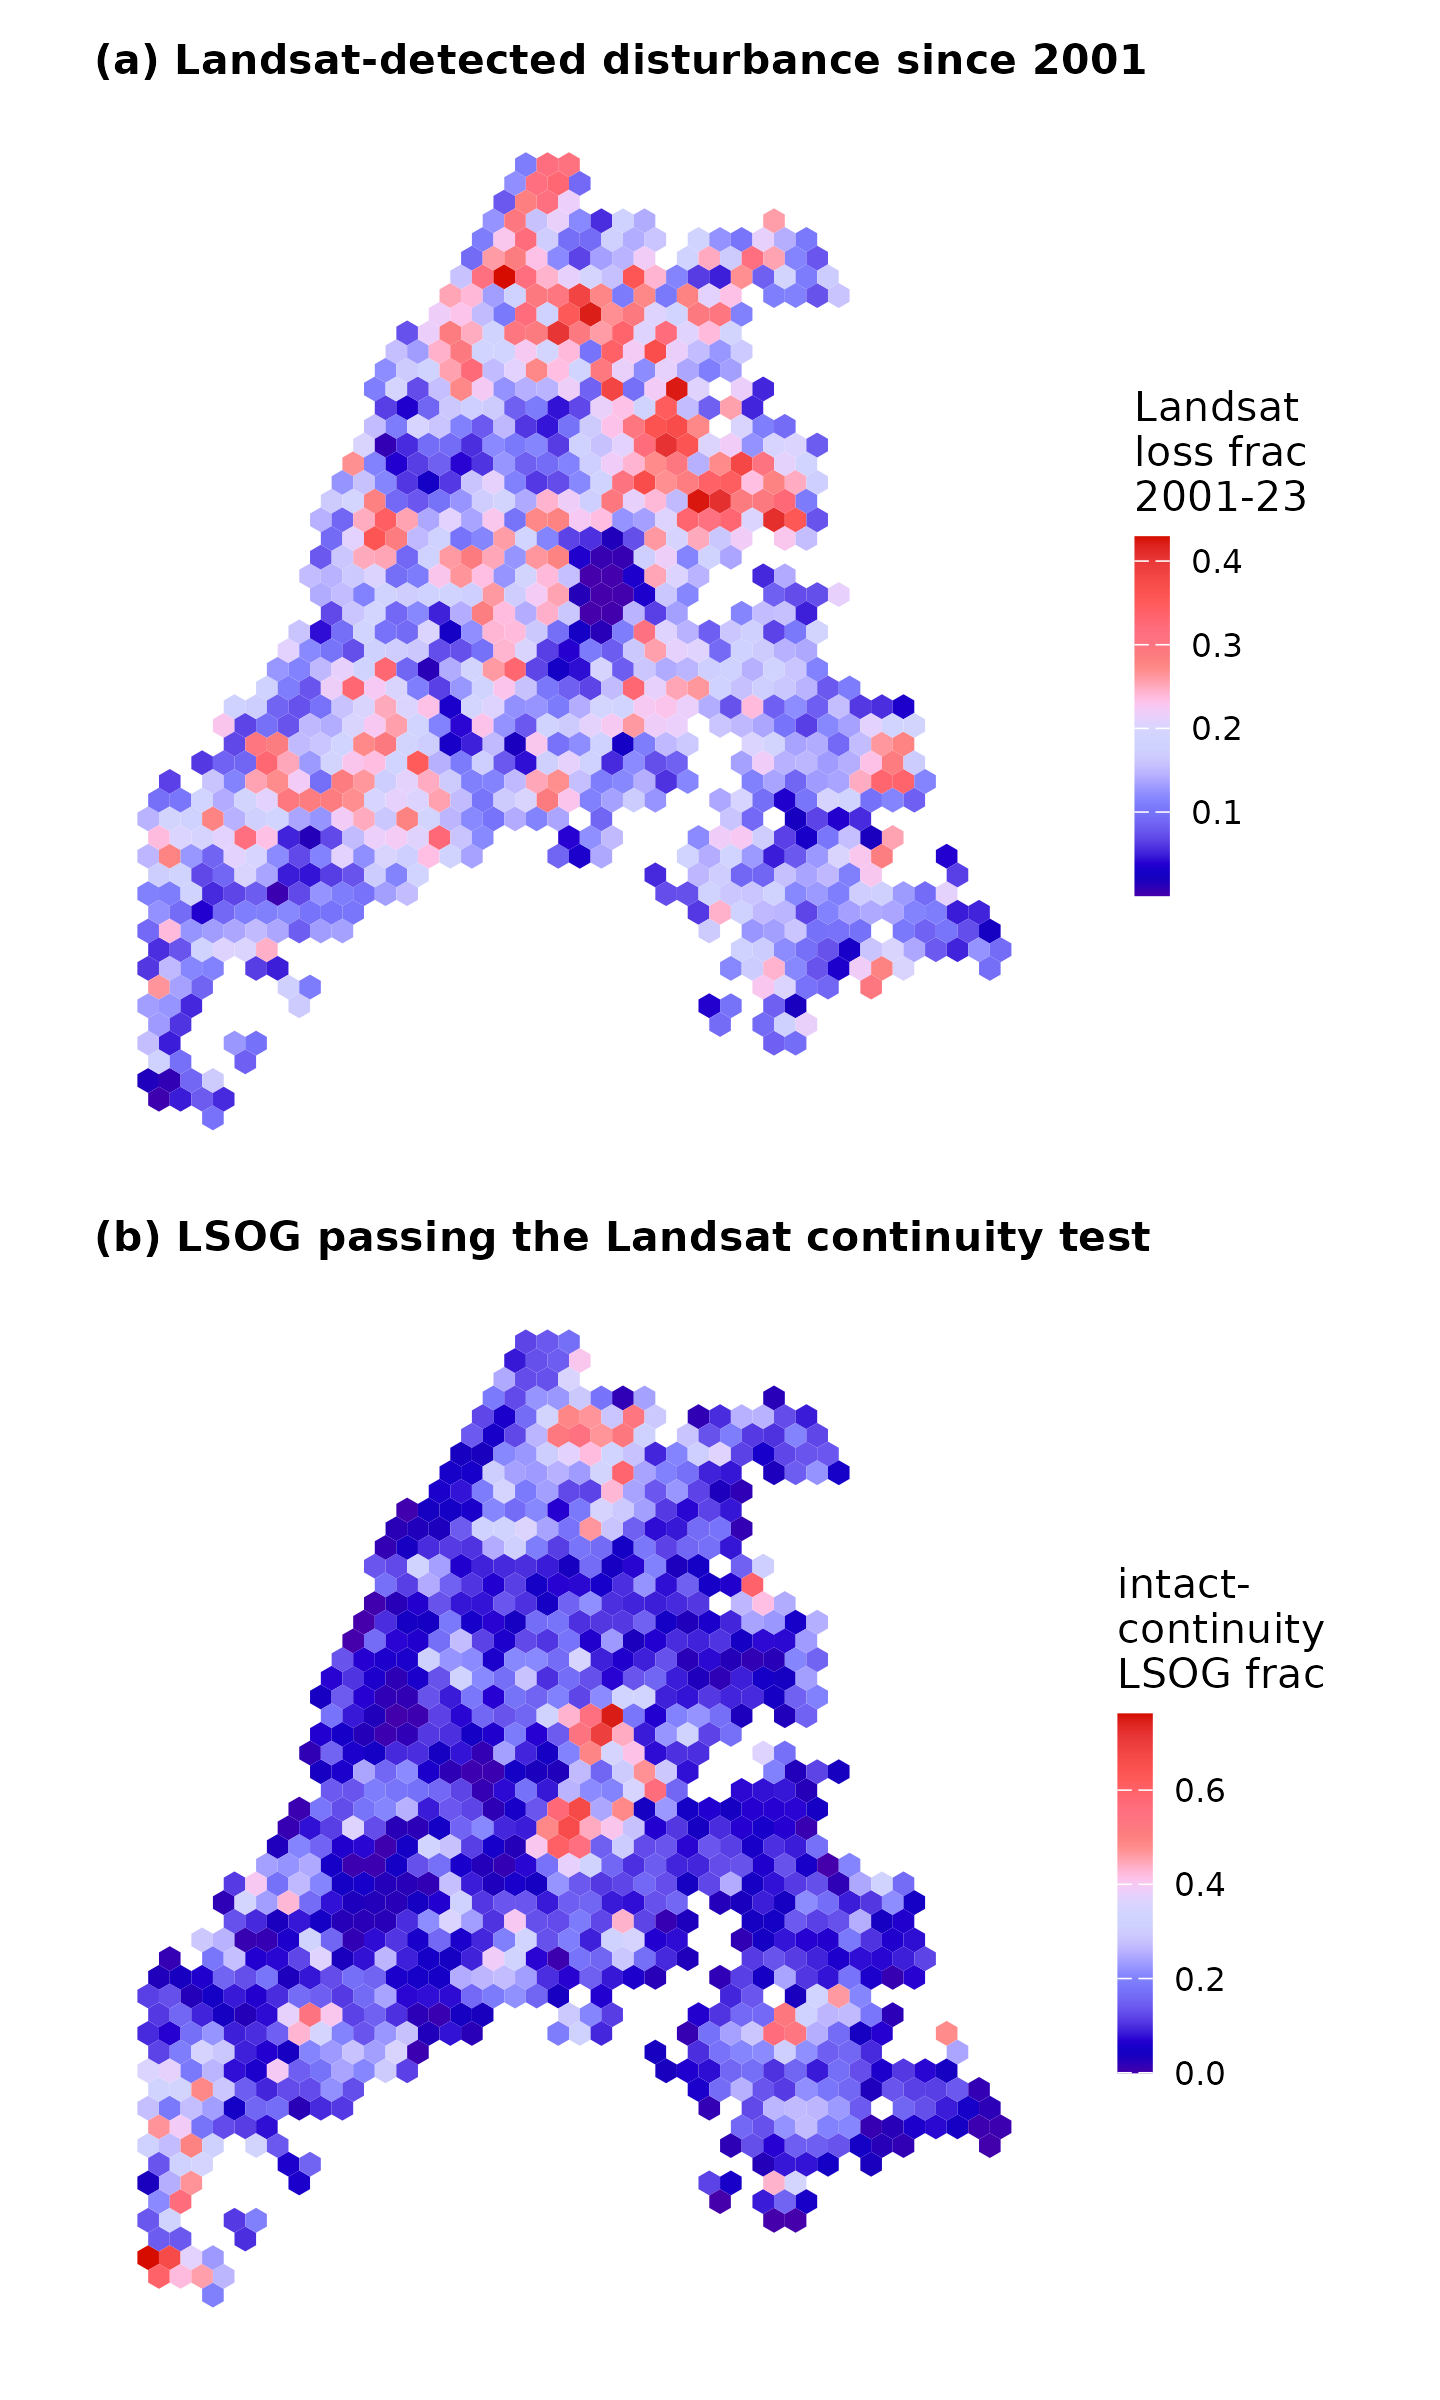 (a) Landsat-detected disturbance since 2001
Landsat
loss frac
2001-23
0.4
0.3
0.2
0.1
(b) LSOG passing the Landsat continuity test
intact-
continuity
LSOG frac
0.6
0.4
0.2
0.0